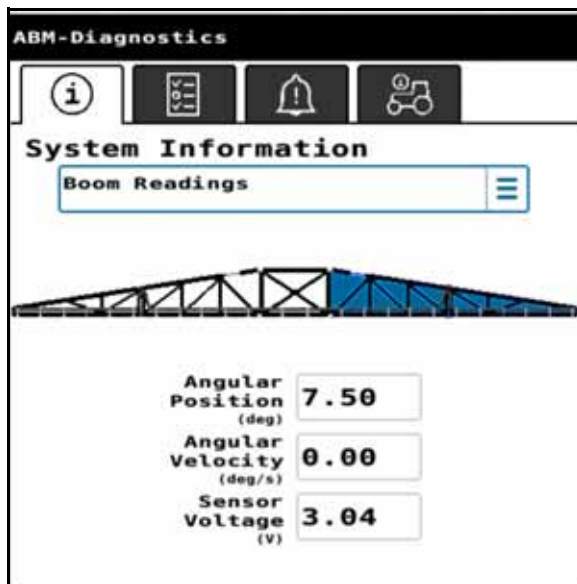 ABM-Diagnostics
System Information
Boom Readings
Angular
Position 7.50
(deg)
Angular
Velocity 0.00
(deg/s)
Sensor
Voltage 3.04
(V)